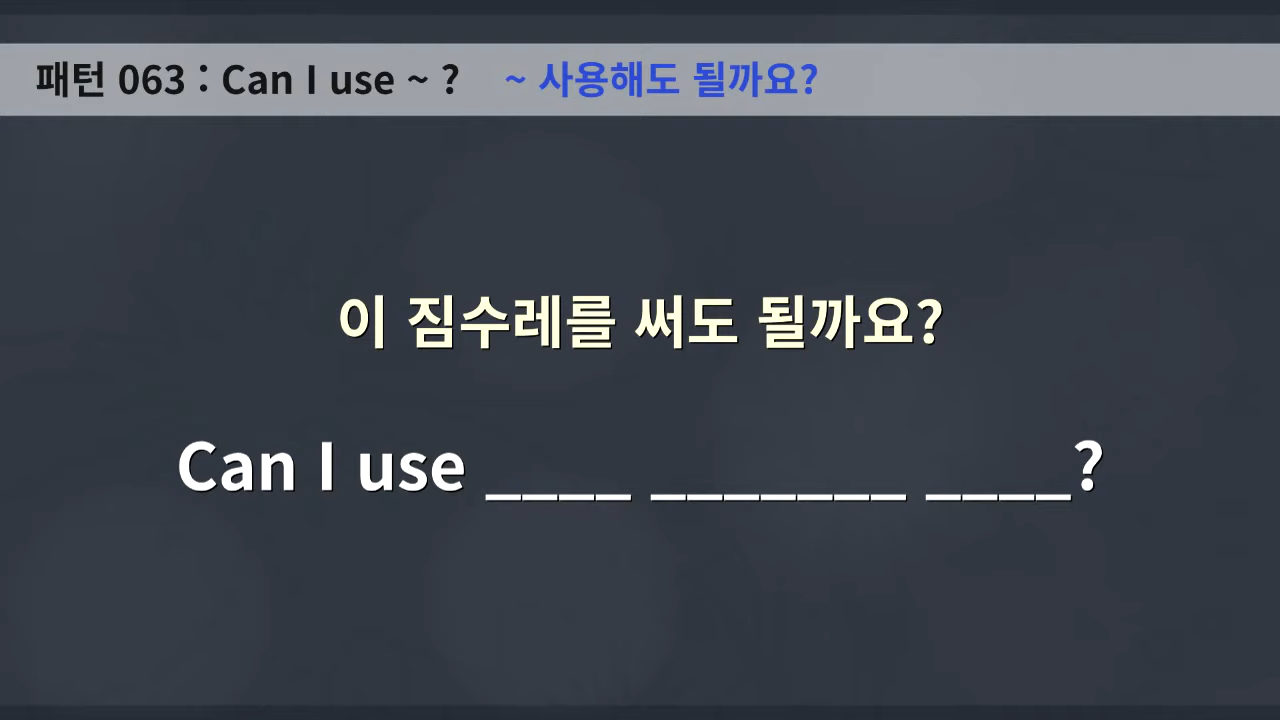 패턴 063 : Can I use ~ ? ~ 사용해도 될까요?
이 짐수레를 써도 될까요?
Can I use ____ _______ ____?